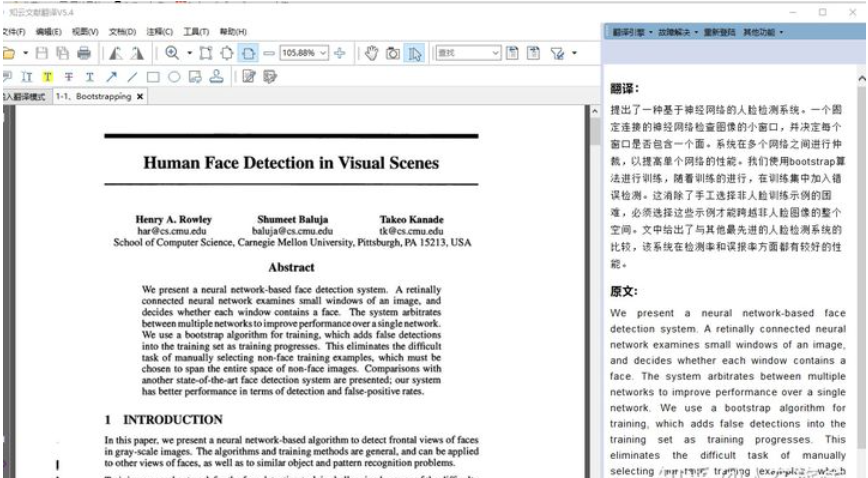 知云文献翻译V5.4
文件(F) 编辑(E) 视图(V) 文档(D) 注释(C) 工具(T) 帮助(H)
105.88%
查找
1-1、Bootstrapping
Human Face Detection in Visual Scenes
Henry A. Rowley Shumeet Baluja Takeo Kanade
har@cs.cmu.edu baluja@cs.cmu.edu tk@cs.cmu.edu
School of Computer Science, Carnegie Mellon University, Pittsburgh, PA 15213, USA
Abstract
We present a neural network-based face detection system. A retinally
connected neural network examines small windows of an image, and
decides whether each window contains a face. The system arbitrates
between multiple networks to improve performance over a single network.
We use a bootstrap algorithm for training, which adds false detections
into the training set as training progresses. This eliminates the difficult
task of manually selecting non-face training examples, which must be
chosen to span the entire space of non-face images. Comparisons with
another state-of-the-art face detection system are presented; our system
has better performance in terms of detection and false-positive rates.
1 INTRODUCTION
In this paper, we present a neural network-based algorithm to detect frontal views of faces
in gray-scale images. The algorithms and training methods are general, and can be applied
to other views of faces, as well as to similar object and pattern recognition problems.
翻译引擎 故障解决 重新登陆 其他功能
翻译：
提出了一种基于神经网络的人脸检测系统。一个固
定连接的神经网络检查图像的小窗口，并决定每个
窗口是否包含一个面。系统在多个网络之间进行仲
裁，以提高单个网络的性能。我们使用bootstrap算
法进行训练，随着训练的进行，在训练集中加入错
误检测。这消除了手工选择非人脸训练示例的困
难，必须选择这些示例才能跨越非人脸图像的整个
空间。文中给出了与其他最先进的人脸检测系统的
比较，该系统在检测率和误报率方面都有较好的性
能。
原文：
We present a neural network-based face
detection system. A retinally connected neural
network examines small windows of an image,
and decides whether each window contains a
face. The system arbitrates between multiple
networks to improve performance over a single
network. We use a bootstrap algorithm for
training, which adds false detections into the
training set as training progresses. This
eliminates the difficult task of manually
selecting